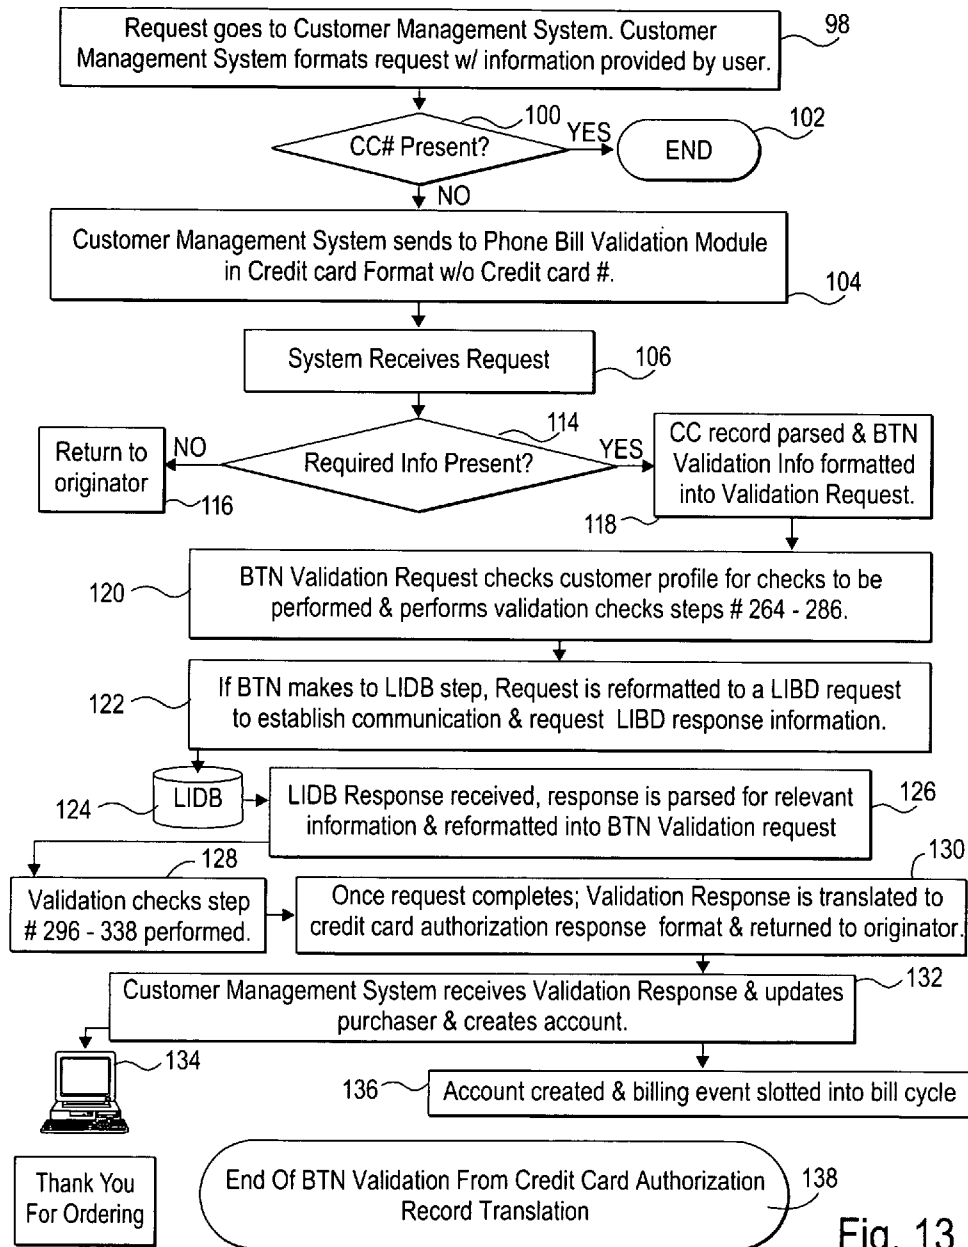 Request goes to Customer Management System. Customer
Management System formats request w/ information provided by user.
98
100
CC# Present?
YES
END
102
NO
Customer Management System sends to Phone Bill Validation Module
in Credit card Format w/o Credit card #.
104
System Receives Request
106
114
Required Info Present?
NO
Return to
originator
116
YES
CC record parsed & BTN
Validation Info formatted
into Validation Request.
118
120
BTN Validation Request checks customer profile for checks to be
performed & performs validation checks steps # 264 - 286.
122
If BTN makes to LIDB step, Request is reformatted to a LIBD request
to establish communication & request LIBD response information.
124
LIDB
LIDB Response received, response is parsed for relevant
information & reformatted into BTN Validation request
126
128
Validation checks step
# 296 - 338 performed.
130
Once request completes; Validation Response is translated to
credit card authorization response format & returned to originator.
Customer Management System receives Validation Response & updates
purchaser & creates account.
132
134
136
Account created & billing event slotted into bill cycle
Thank You
For Ordering
End Of BTN Validation From Credit Card Authorization
Record Translation
138
Fig. 13